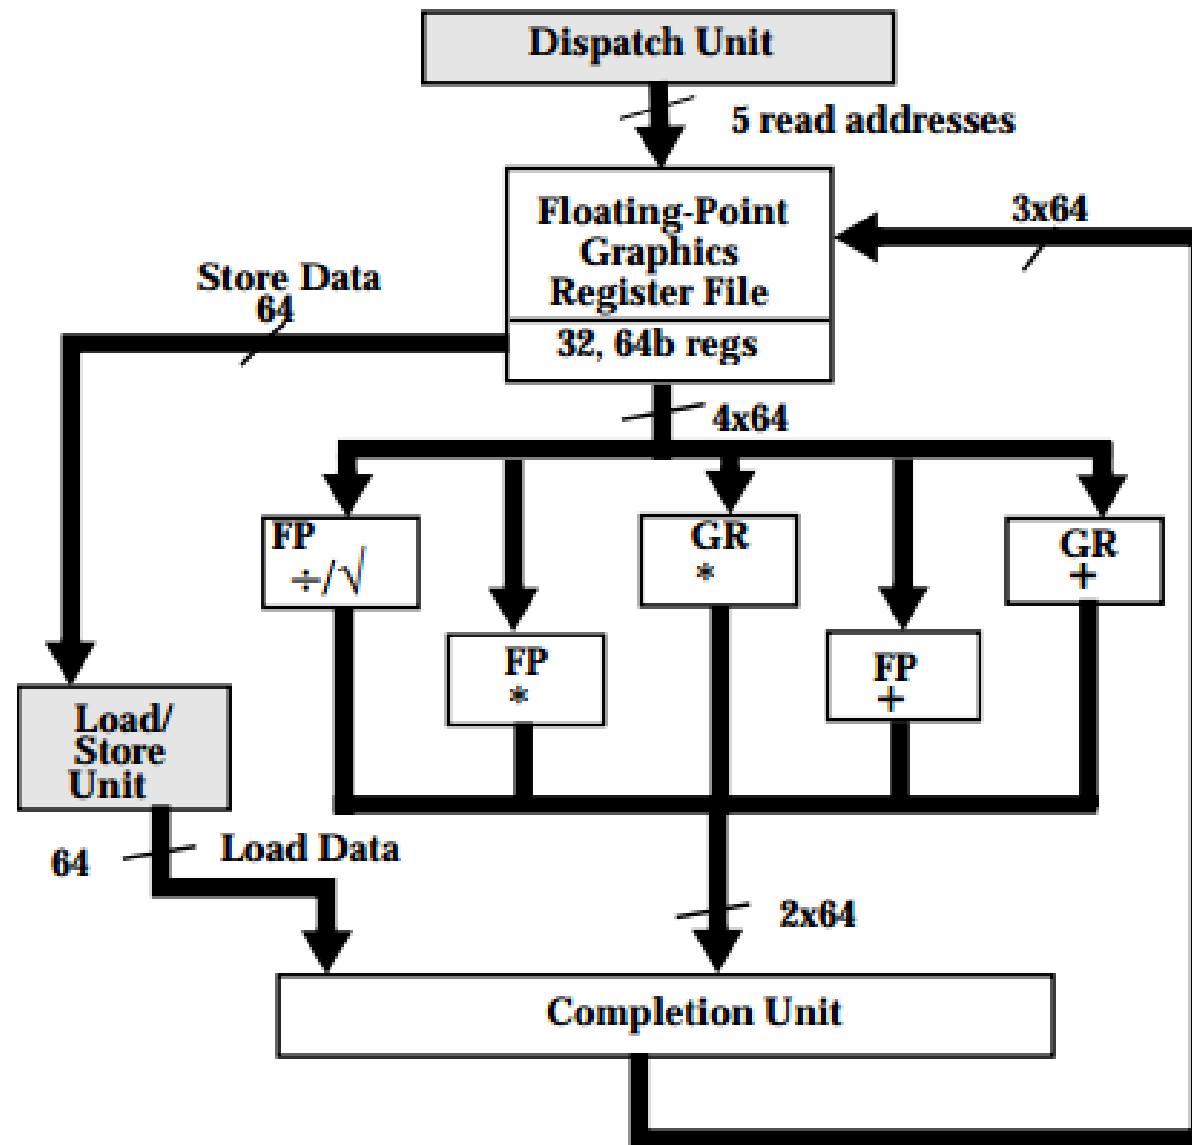 Dispatch Unit
5 read addresses
Floating-Point
Graphics
Register File
32, 64b regs
3x64
Store Data
64
4x64
FP
÷/√
GR
*
GR
+
FP
*
FP
+
Load/
Store
Unit
64
Load Data
2x64
Completion Unit